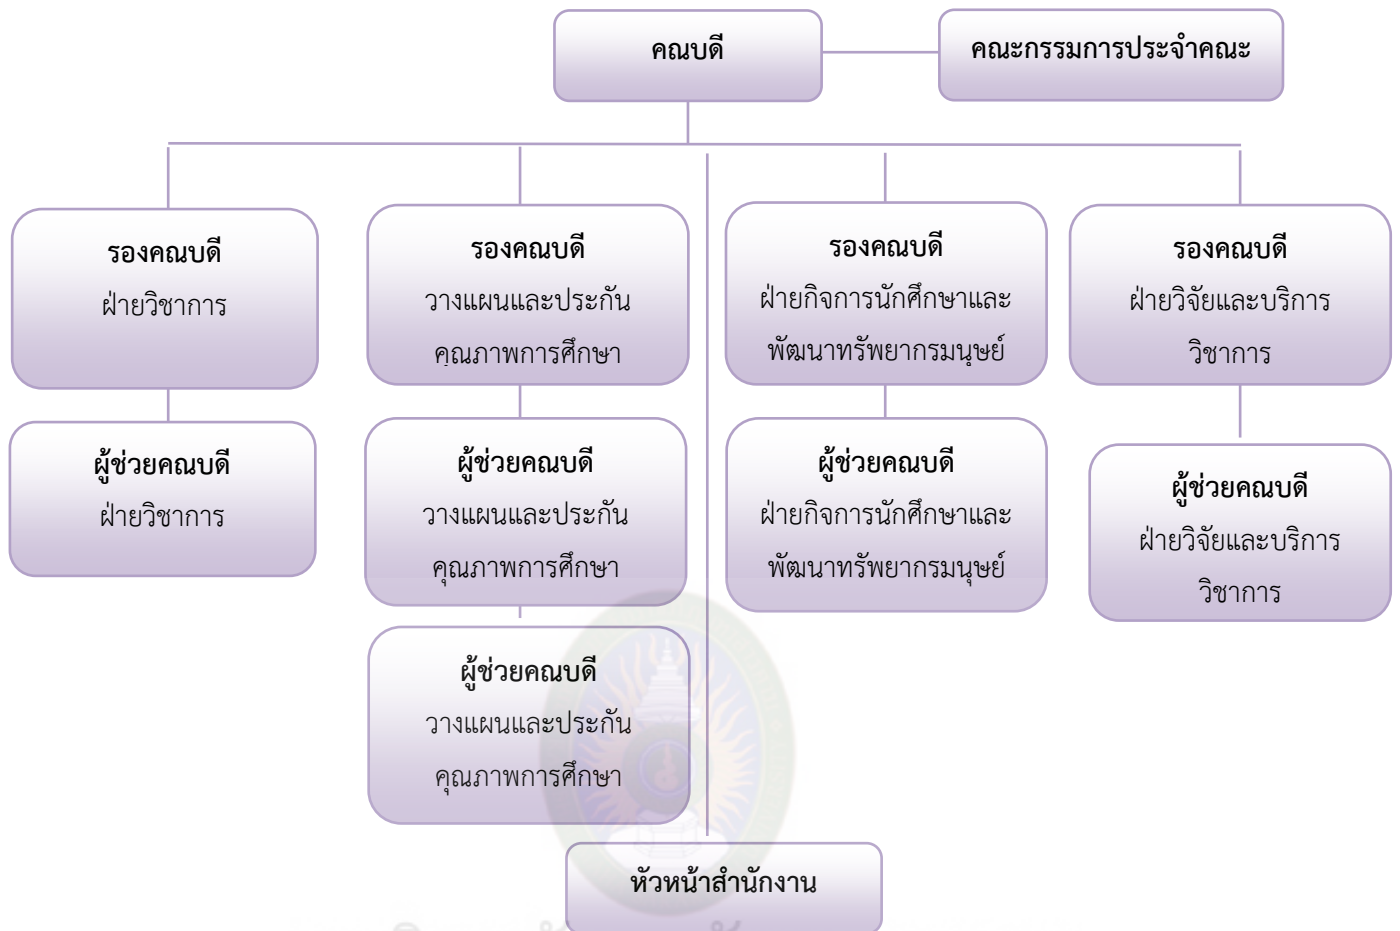 คณบดี
คณะกรรมการประจำคณะ
รองคณบดี
ฝ่ายวิชาการ
รองคณบดี
วางแผนและประกัน
คุณภาพการศึกษา
รองคณบดี
ฝ่ายกิจการนักศึกษาและ
พัฒนาทรัพยากรมนุษย์
รองคณบดี
ฝ่ายวิจัยและบริการ
วิชาการ
ผู้ช่วยคณบดี
ฝ่ายวิชาการ
ผู้ช่วยคณบดี
วางแผนและประกัน
คุณภาพการศึกษา
ผู้ช่วยคณบดี
ฝ่ายกิจการนักศึกษาและ
พัฒนาทรัพยากรมนุษย์
ผู้ช่วยคณบดี
ฝ่ายวิจัยและบริการ
วิชาการ
ผู้ช่วยคณบดี
วางแผนและประกัน
คุณภาพการศึกษา
หัวหน้าสำนักงาน